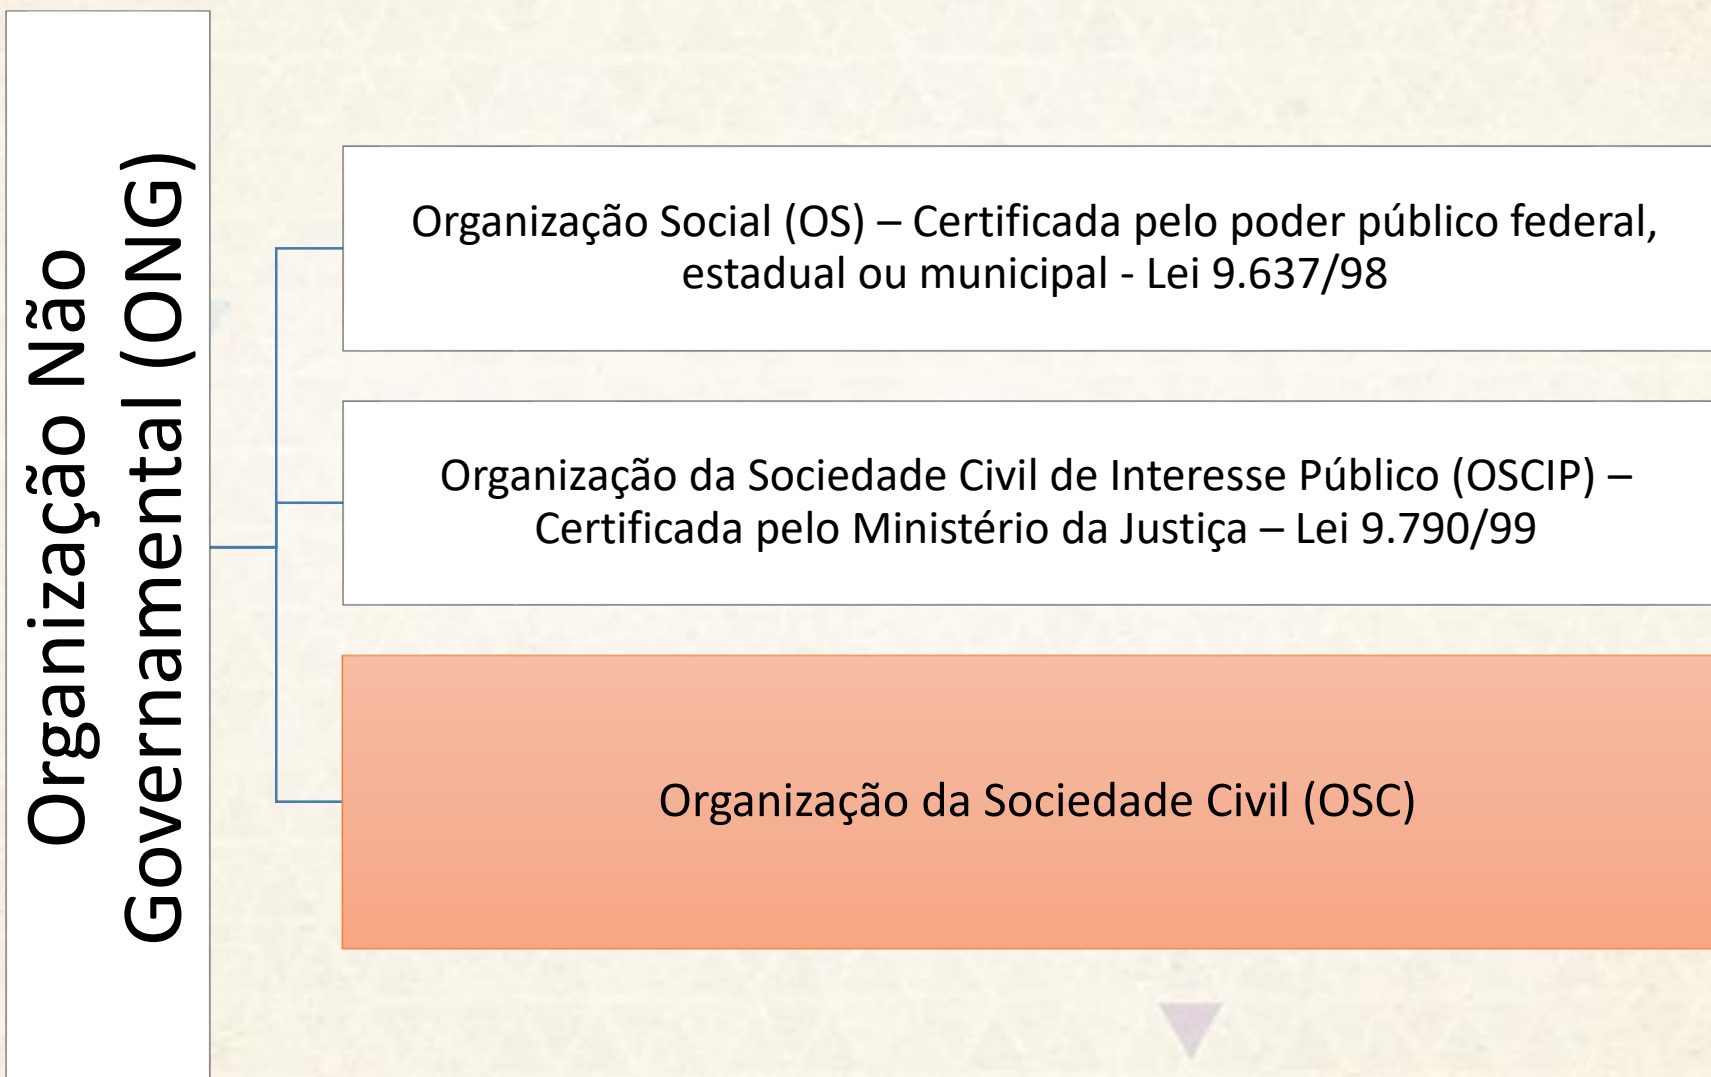 Organização Não
Governamental (ONG)
Organização Social (OS) – Certificada pelo poder público federal,
estadual ou municipal - Lei 9.637/98
Organização da Sociedade Civil de Interesse Público (OSCIP) –
Certificada pelo Ministério da Justiça – Lei 9.790/99
Organização da Sociedade Civil (OSC)